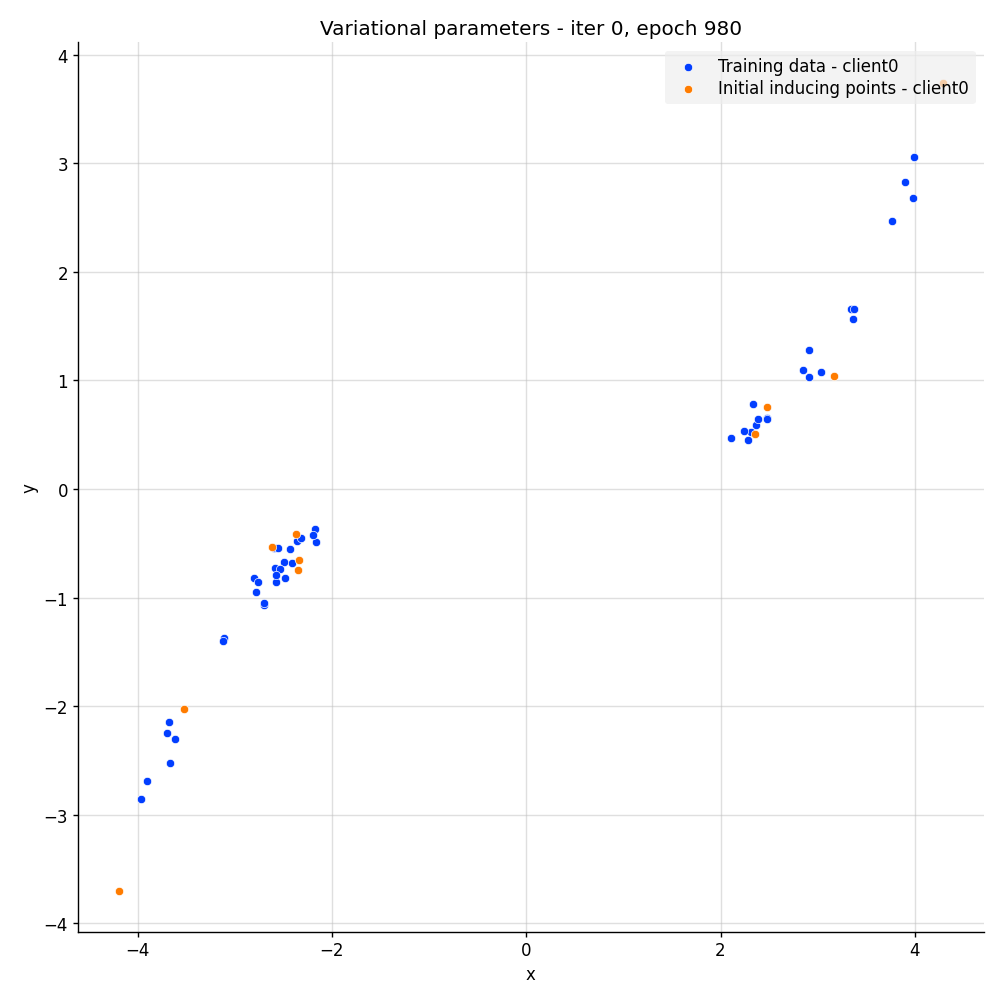 Variational parameters - iter 0, epoch 980
Training data - client0
Initial inducing points - client0
4
3
2
1
0
−1
−2
−3
−4
y
−4
−2
0
2
4
x